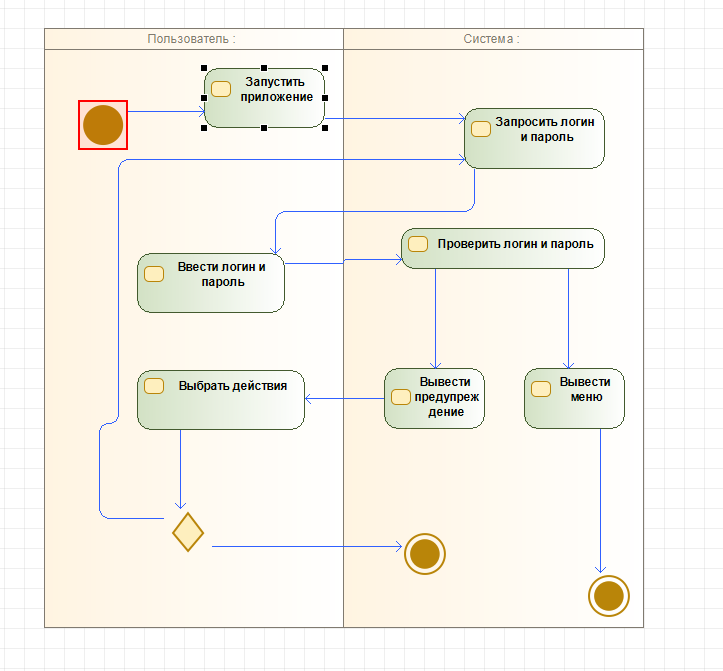 Пользователь :
Система :
Запустить
приложение
Запросить логин
и пароль
Проверить логин и пароль
Ввести логин и
пароль
Выбрать действия
Вывести
предупреж
дение
Вывести
меню